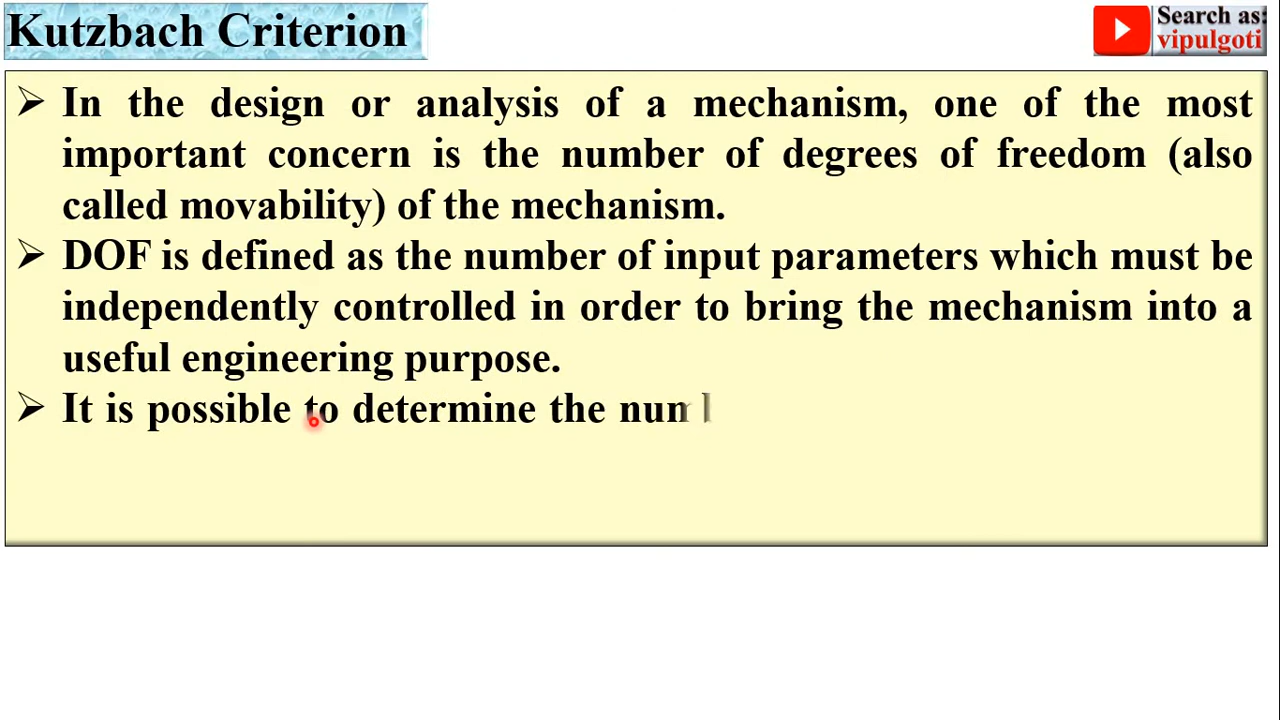 Kutzbach Criterion
Search as:
vipulgoti
➢ In the design or analysis of a mechanism, one of the most
important concern is the number of degrees of freedom (also
called movability) of the mechanism.
➢ DOF is defined as the number of input parameters which must be
independently controlled in order to bring the mechanism into a
useful engineering purpose.
➢ It is possible to determine the